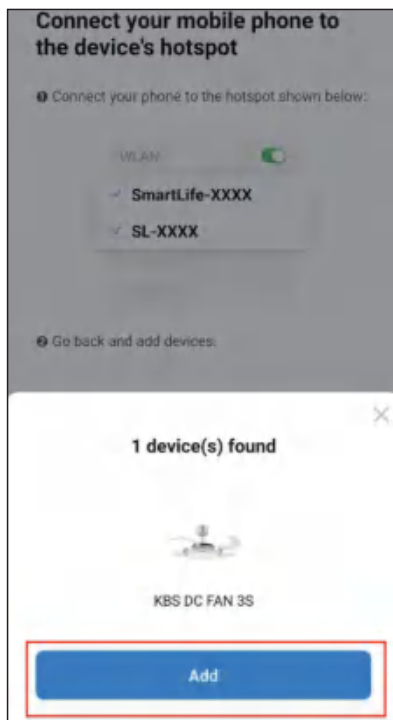 Connect your mobile phone to
the device's hotspot
❶ Connect your phone to the hotspot shown below:
WLAN
SmartLife-XXXX
SL-XXXX
❷ Go back and add devices.
1 device(s) found
KBS DC FAN 3S
Add